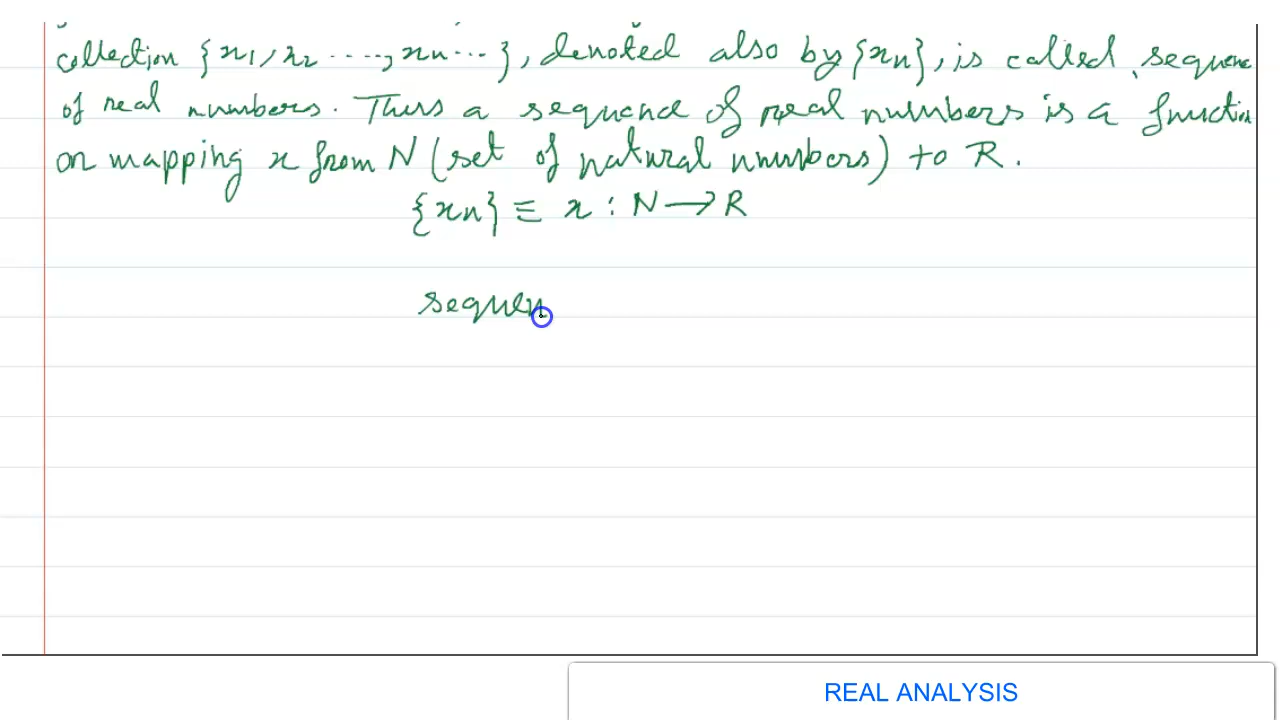 collection {x1, x2 ....., xn ...}, denoted also by {xn}, is called, sequence
of real numbers. Thus a sequence of real numbers is a function
or mapping x from N (set of natural numbers) to R.
{xn} ≡ x : N → R
sequen
REAL ANALYSIS